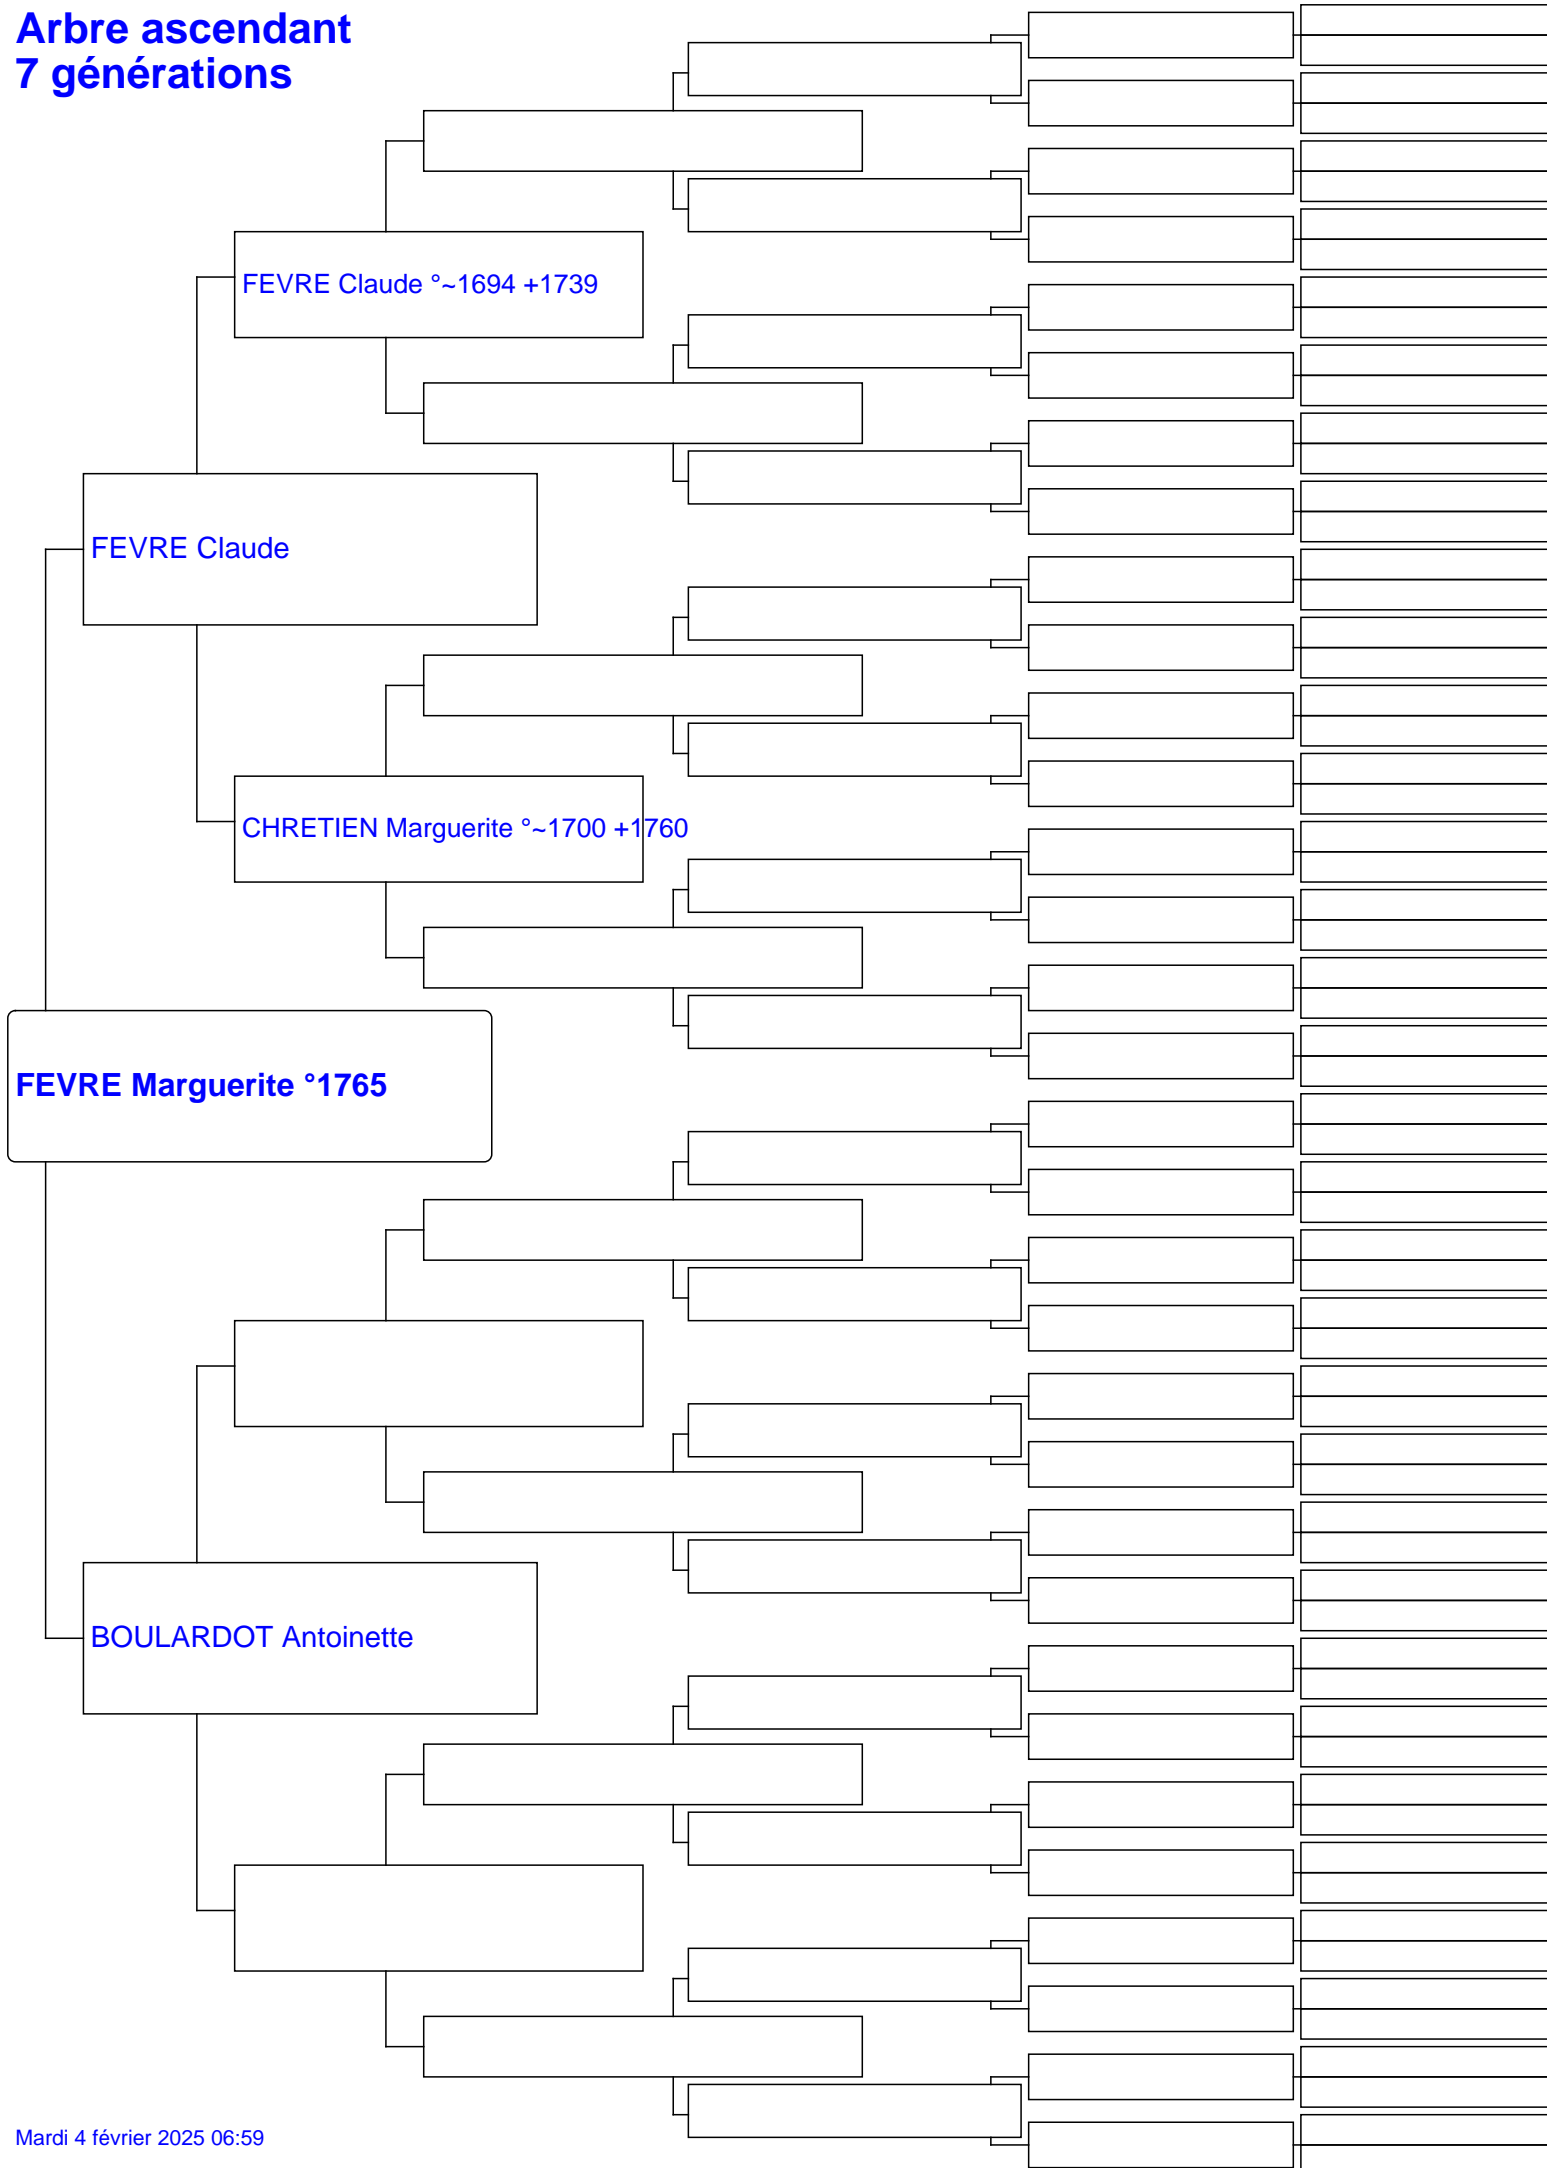 Arbre ascendant
7 générations
FEVRE Claude °~1694 +1739
FEVRE Claude
CHRETIEN Marguerite °~1700 +1760
FEVRE Marguerite °1765
BOULARDOT Antoinette
Mardi 4 février 2025 06:59